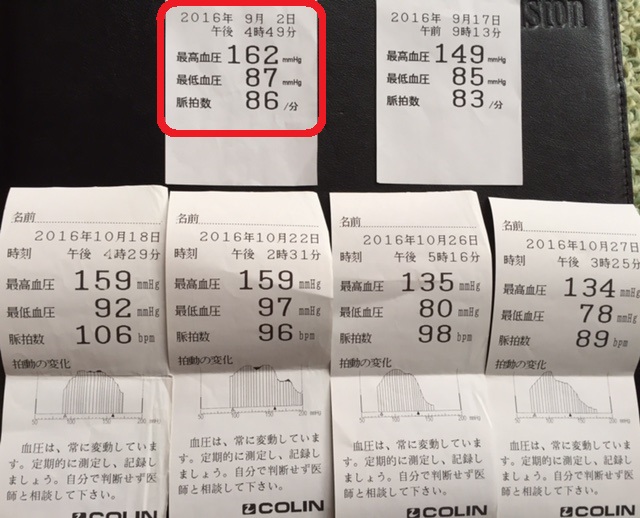 2016年 9月 2日
午後 4時49分
最高血圧 162 mmHg
最低血圧 87 mmHg
脈拍数 86 /分
2016年 9月17日
午前 9時13分
最高血圧 149 mmHg
最低血圧 85 mmHg
脈拍数 83 /分
名前
2016年10月18日
時刻 午後 4時29分
最高血圧 159 mmHg
最低血圧 92 mmHg
脈拍数 106 bpm
拍動の変化
50 100 150 200 mmHg
血圧は、常に変動しています。
定期的に測定し、記録しましょう。
自分で判断せず医師と相談して下さい。
COLIN
名前
2016年10月22日
時刻 午後 2時31分
最高血圧 159 mmHg
最低血圧 97 mmHg
脈拍数 96 bpm
拍動の変化
50 100 150 200 mmHg
血圧は、常に変動していま
す。定期的に測定し、記録し
ましょう。自分で判断せず医
師と相談して下さい。
COLIN
名前
2016年10月26日
時刻 午後 5時16分
最高血圧 135 mmHg
最低血圧 80 mmHg
脈拍数 98 bpm
拍動の変化
50 100 150 200 mmHg
血圧は、常に変動していま
す。定期的に測定し、記録し
ましょう。自分で判断せず医
師と相談して下さい。
COLIN
名前
2016年10月27日
時刻 午後 3時25分
最高血圧 134 mmHg
最低血圧 78 mmHg
脈拍数 89 bpm
拍動の変化
50 100 150 200 mmHg
血圧は、常に変動していま
す。定期的に測定し、記録し
ましょう。自分で判断せず医
師と相談して下さい。
COLIN